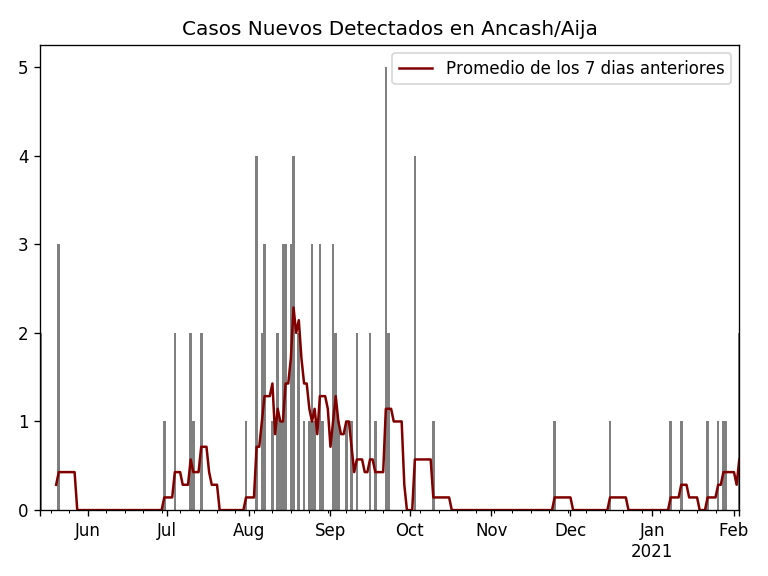 Casos Nuevos Detectados en Ancash/Aija
Promedio de los 7 dias anteriores
5
4
3
2
1
0
Jun Jul Aug Sep Oct Nov Dec Jan Feb
2021